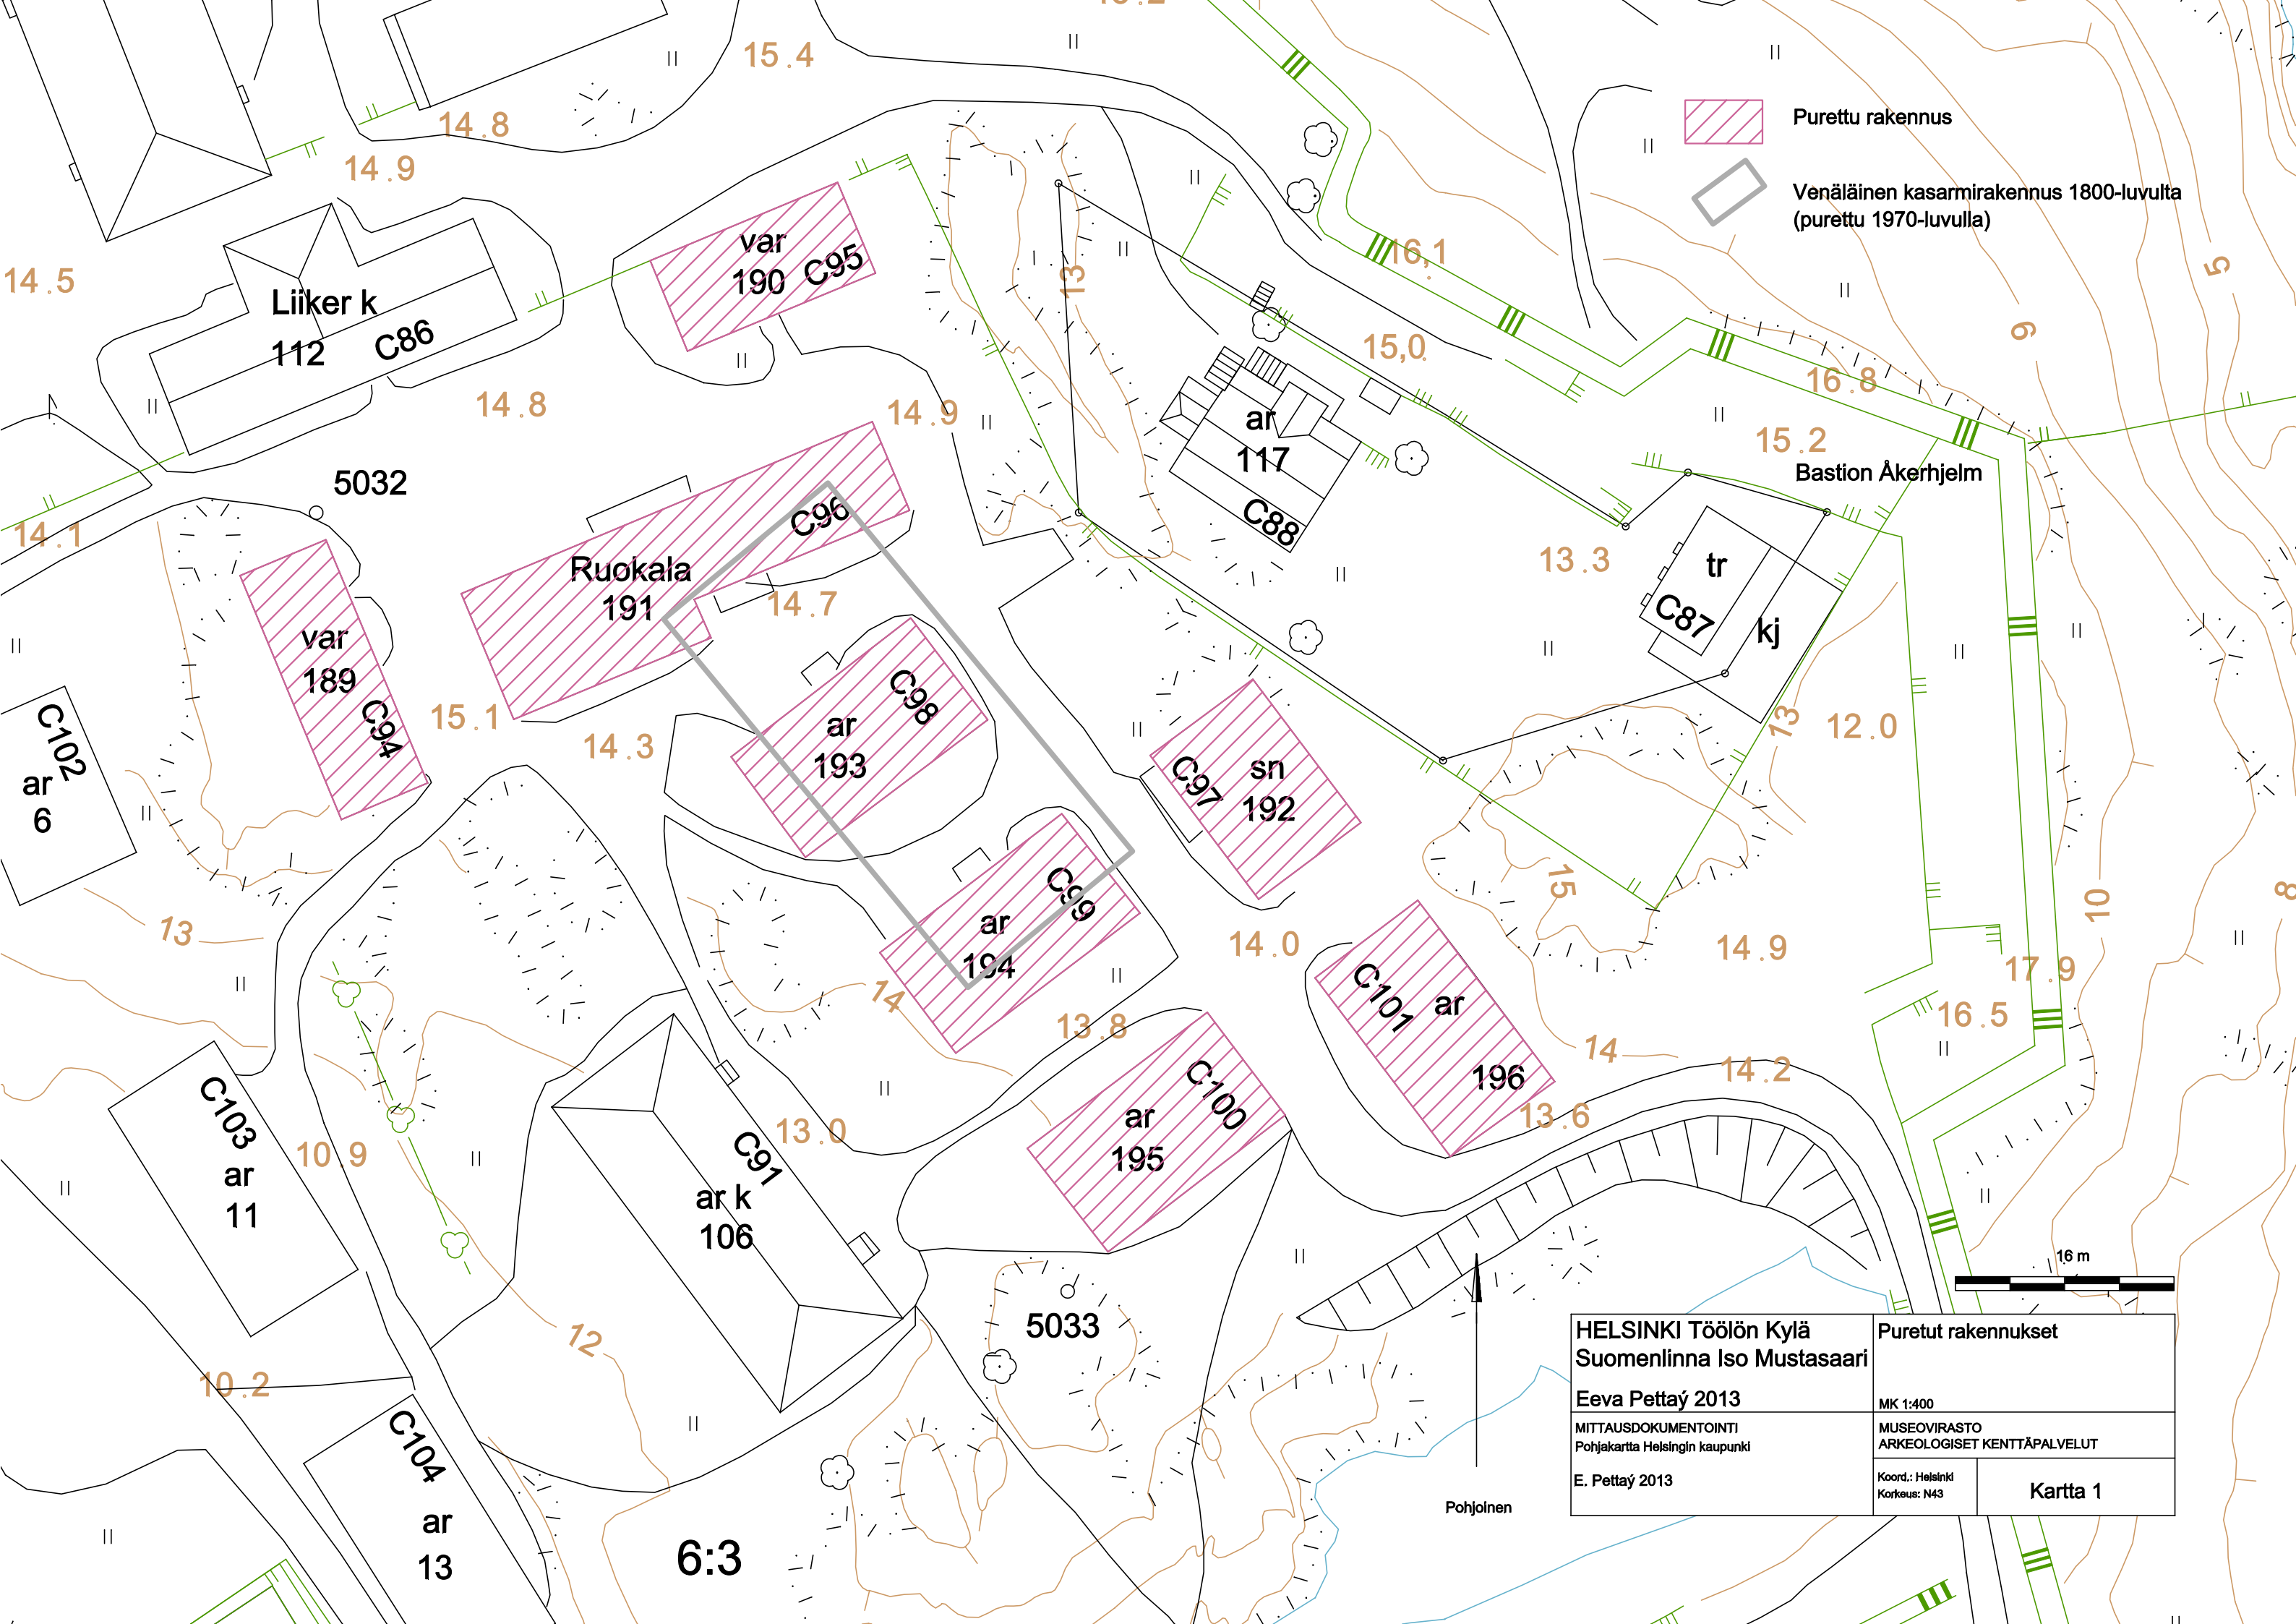 15.4
14.8
14.9
Purettu rakennus
Venäläinen kasarmirakennus 1800-luvulta
(purettu 1970-luvulla)
var
190 C95
16,1
14.5
13
5
Liiker k
112 C86
15,0
9
16.8
14.8
14.9
ar
117
C88
15.2
Bastion Åkerhjelm
5032
14.1
C96
Ruokala
191
14.7
13.3
tr
C87
kj
var
189
C94
15.1
14.3
C98
ar
193
C97
sn
192
13
12.0
C102
ar
6
13
C99
ar
194
14
14.0
15
14.9
10
8
17.9
16.5
C101
ar
196
13.8
14
14.2
13.6
C103
ar
11
10.9
C91
ar k
106
13.0
C100
ar
195
16 m
12
5033
10.2
C104
ar
13
6:3
Pohjoinen
HELSINKI Töölön Kylä
Suomenlinna Iso Mustasaari
Eeva Pettaý 2013
Puretut rakennukset
MK 1:400
MITTAUSDOKUMENTOINTI
Pohjakartta Helsingin kaupunki
E. Pettaý 2013
MUSEOVIRASTO
ARKEOLOGISET KENTTÄPALVELUT
Koord.: Helsinki
Korkeus: N43
Kartta 1